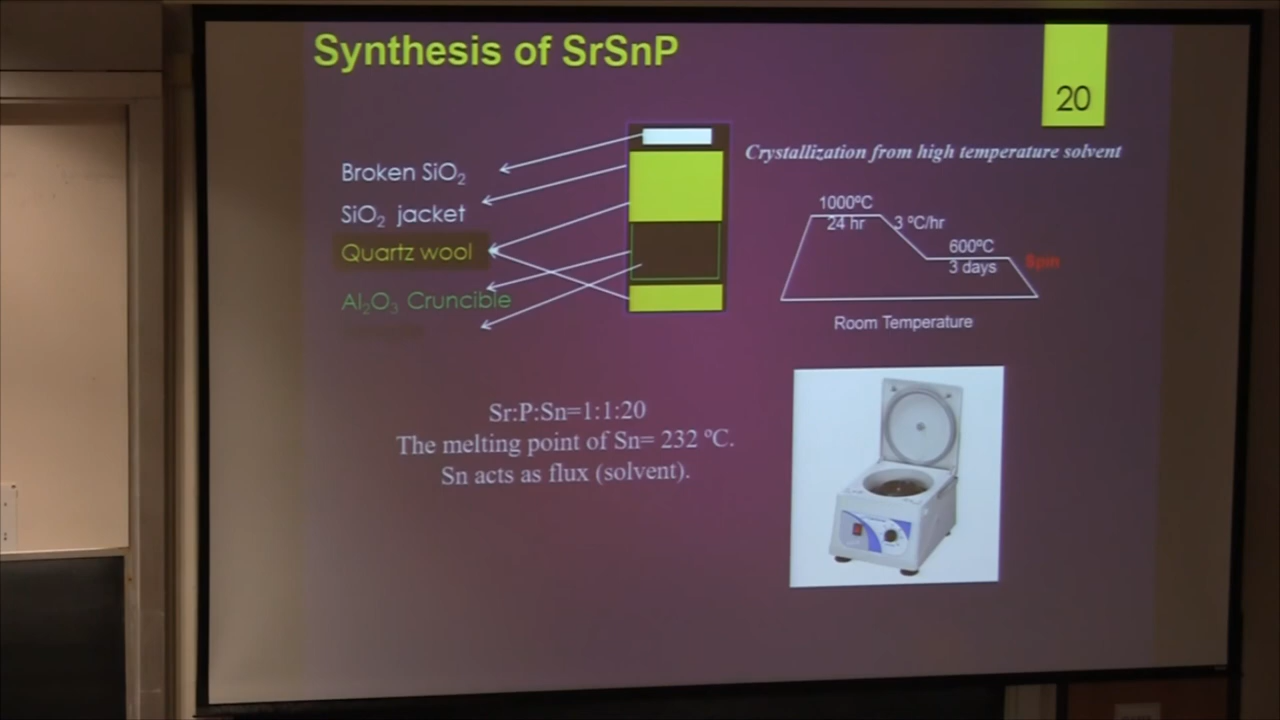 Synthesis of SrSnP
20
Broken SiO₂
SiO₂ jacket
Quartz wool
Al₂O₃ Cruncible
Crystallization from high temperature solvent
1000ºC
24 hr
3 ºC/hr
600ºC
3 days
Spin
Room Temperature
Sr:P:Sn=1:1:20
The melting point of Sn= 232 ºC.
Sn acts as flux (solvent).